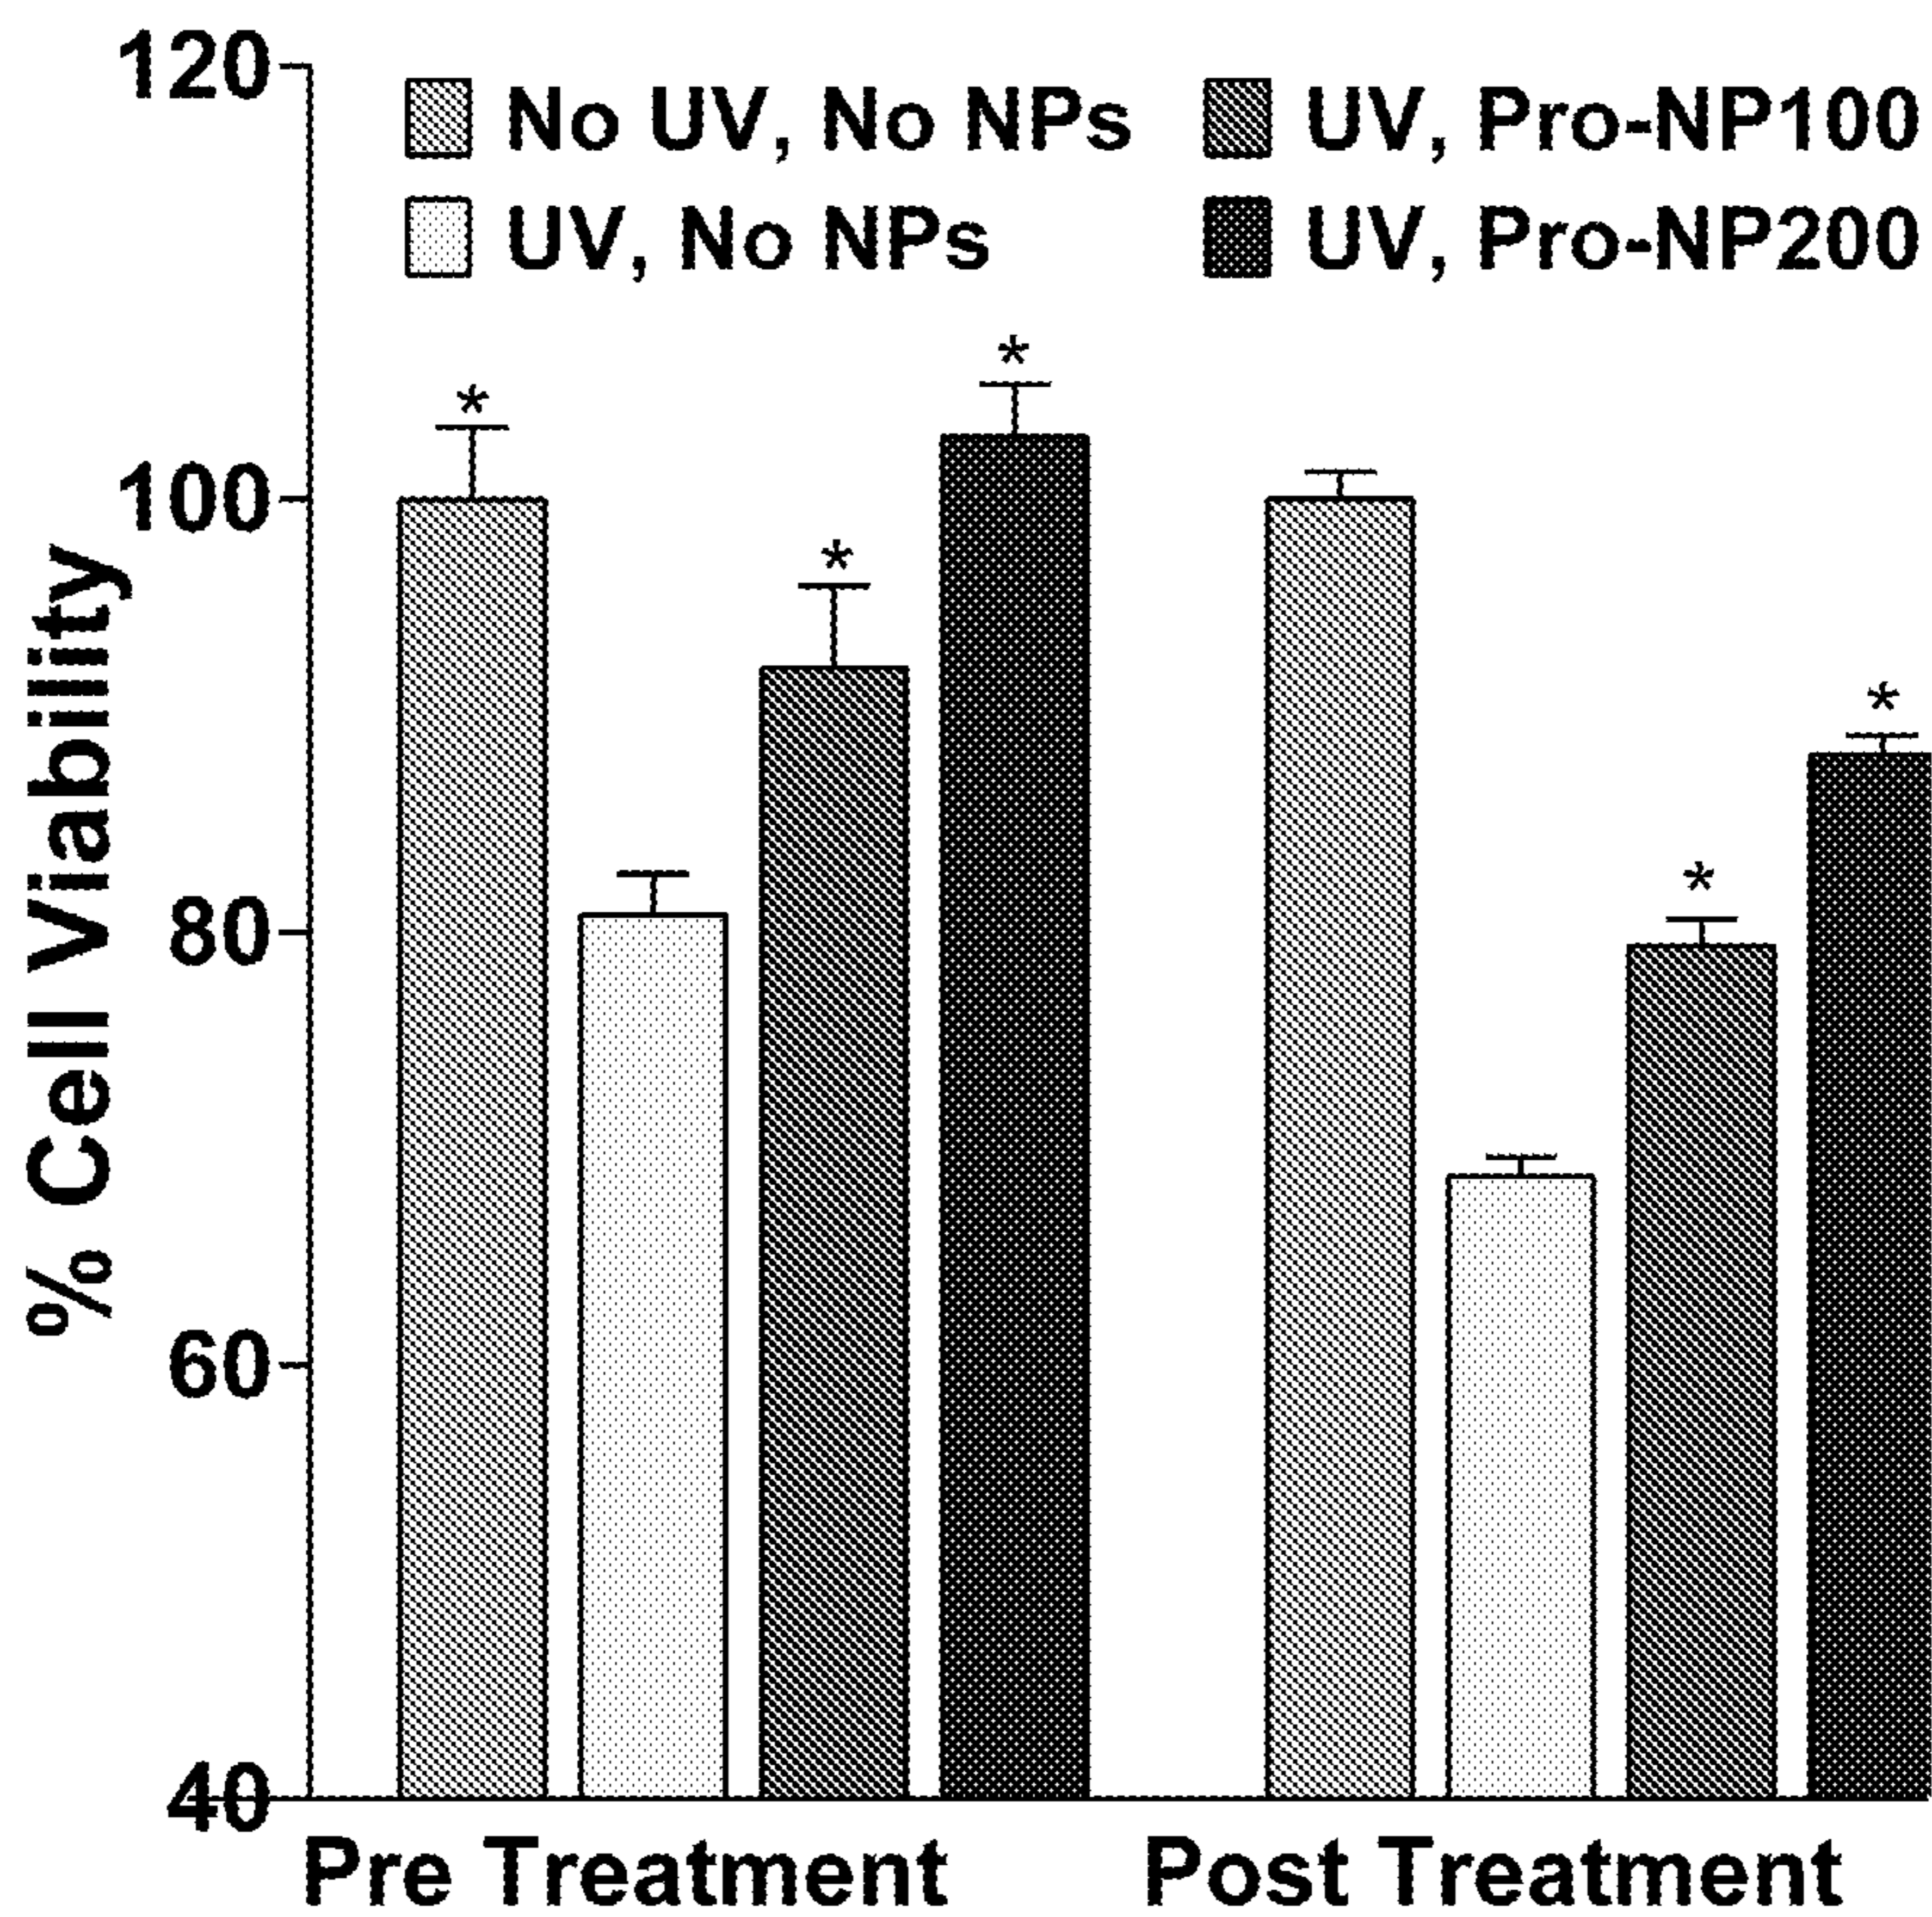 120
100
80
60
40
% Cell Viability
No UV, No NPs
UV, No NPs
UV, Pro-NP100
UV, Pro-NP200
*
*
*
*
*
Pre Treatment
Post Treatment